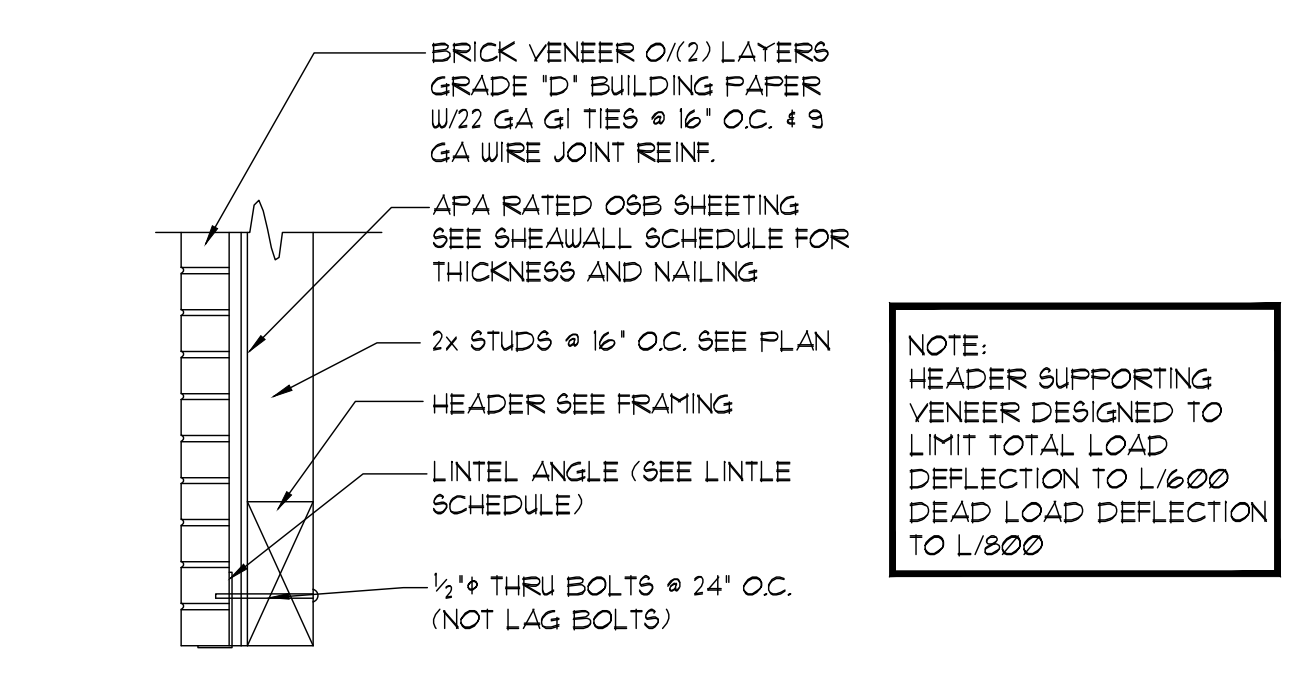 BRICK VENEER O/(2) LAYERS
GRADE "D" BUILDING PAPER
W/22 GA GI TIES @ 16" O.C. & 9
GA WIRE JOINT REINF.
APA RATED OSB SHEETING
SEE SHEAWALL SCHEDULE FOR
THICKNESS AND NAILING
2x STUDS @ 16" O.C. SEE PLAN
HEADER SEE FRAMING
LINTEL ANGLE (SEE LINTLE
SCHEDULE)
½"ϕ THRU BOLTS @ 24" O.C.
(NOT LAG BOLTS)
NOTE:
HEADER SUPPORTING
VENEER DESIGNED TO
LIMIT TOTAL LOAD
DEFLECTION TO L/600
DEAD LOAD DEFLECTION
TO L/800